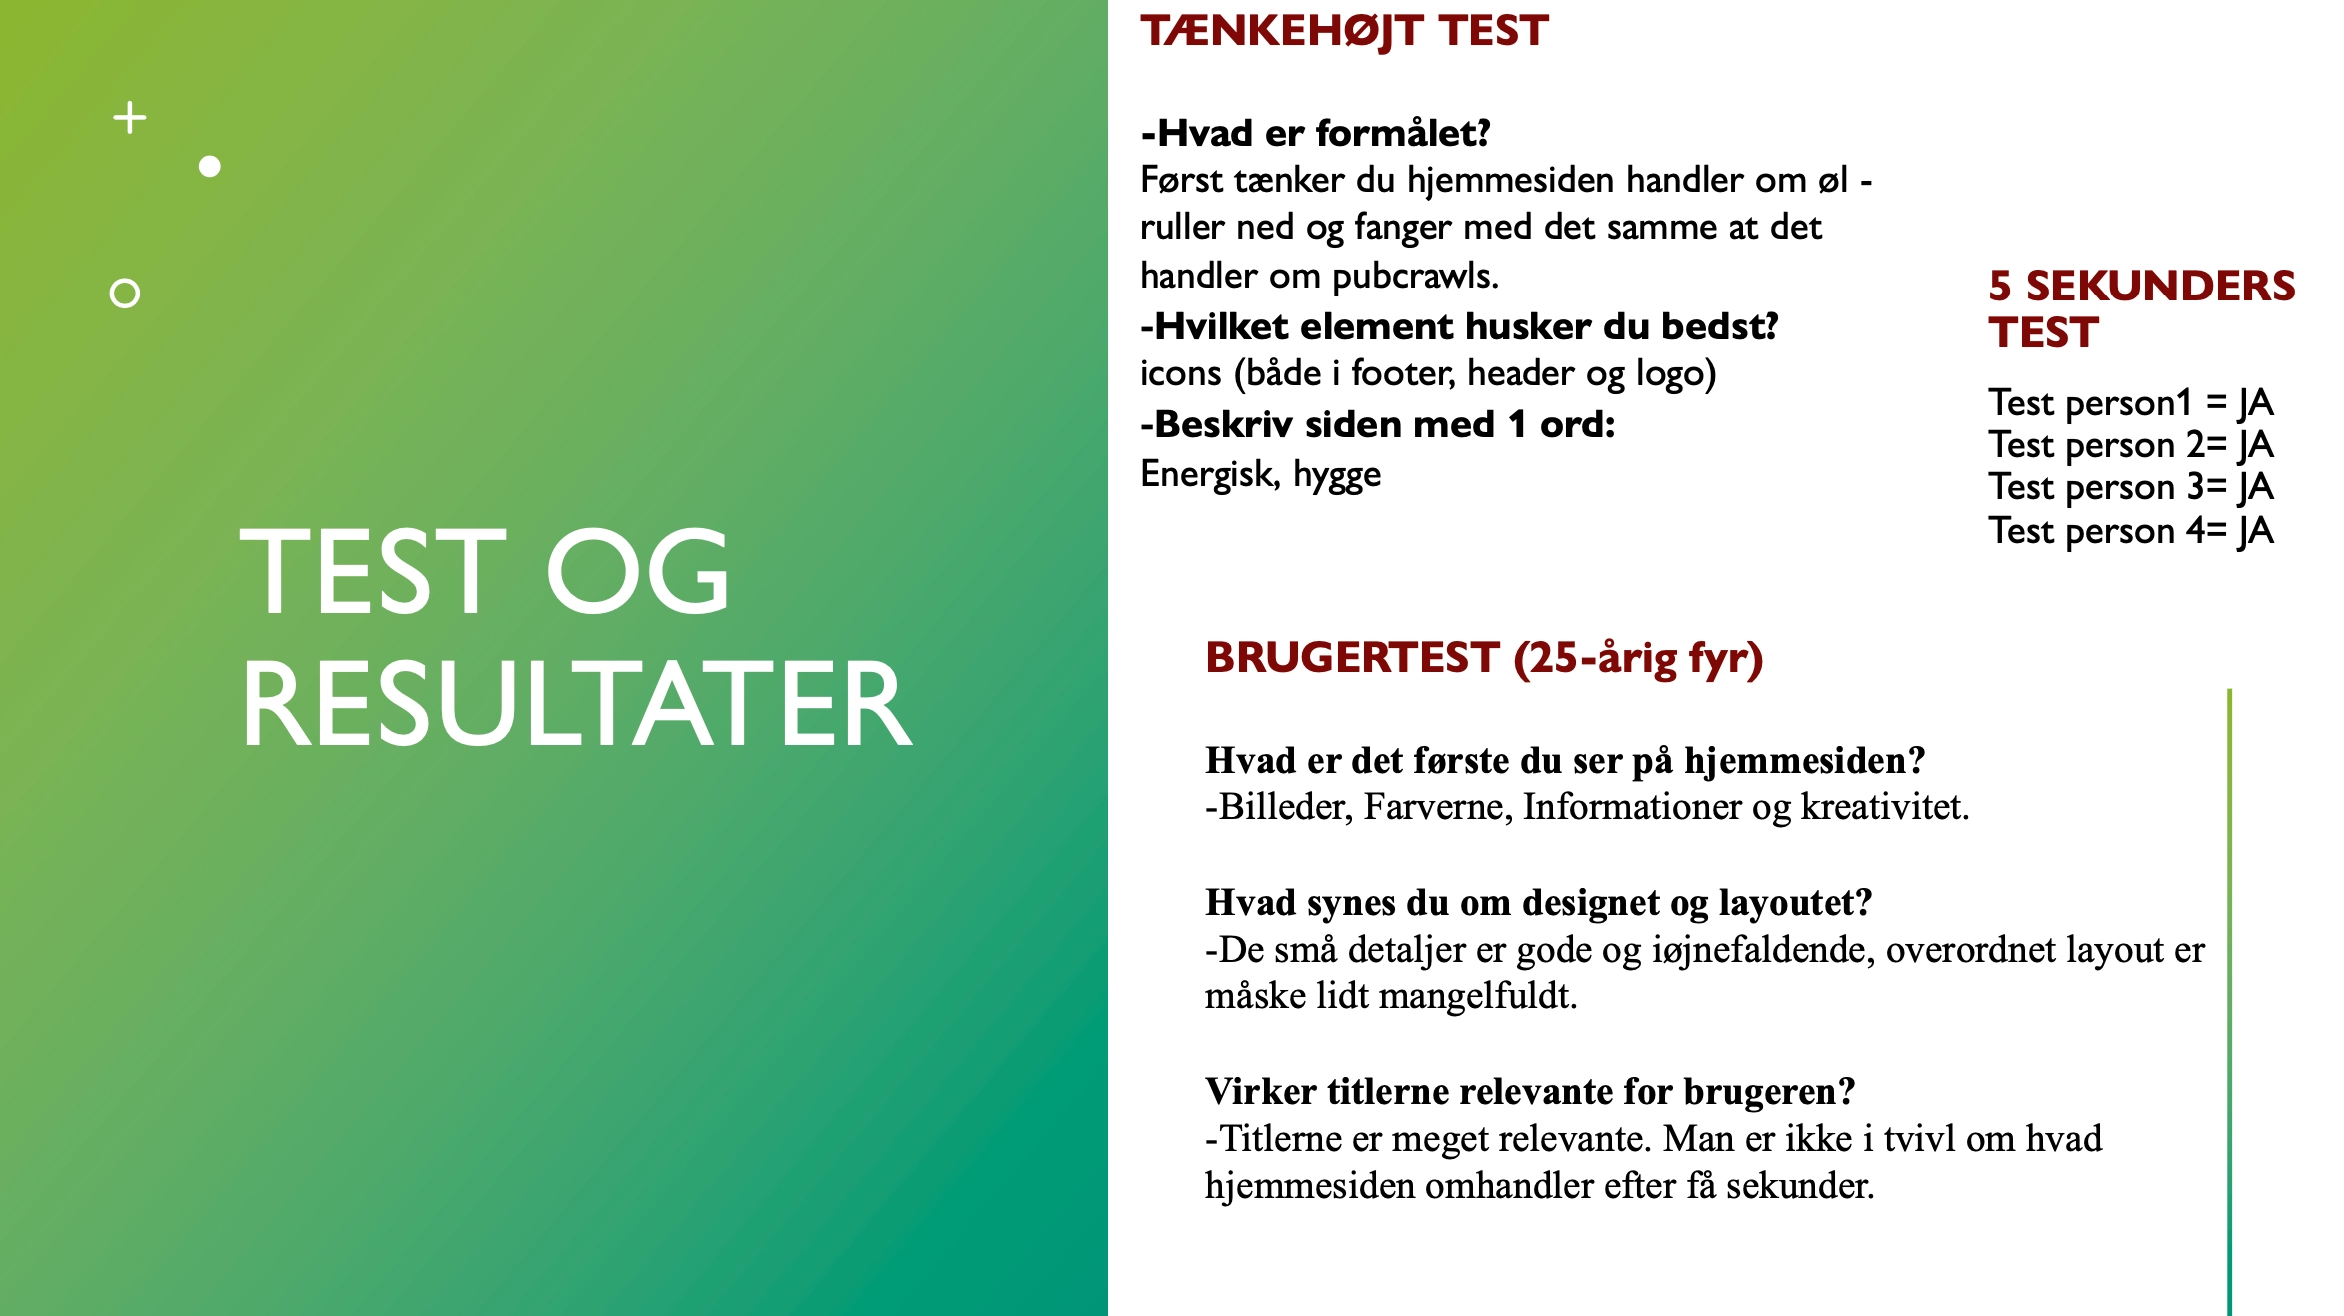 TEST OG
RESULTATER
TÆNKEHØJT TEST
-Hvad er formålet?
Først tænker du hjemmesiden handler om øl -
ruller ned og fanger med det samme at det
handler om pubcrawls.
-Hvilket element husker du bedst?
icons (både i footer, header og logo)
-Beskriv siden med 1 ord:
Energisk, hygge
5 SEKUNDERS
TEST
Test person1 = JA
Test person 2= JA
Test person 3= JA
Test person 4= JA
BRUGERTEST (25-årig fyr)
Hvad er det første du ser på hjemmesiden?
-Billeder, Farverne, Informationer og kreativitet.
Hvad synes du om designet og layoutet?
-De små detaljer er gode og iøjnefaldende, overordnet layout er
måske lidt mangelfuldt.
Virker titlerne relevante for brugeren?
-Titlerne er meget relevante. Man er ikke i tvivl om hvad
hjemmesiden omhandler efter få sekunder.